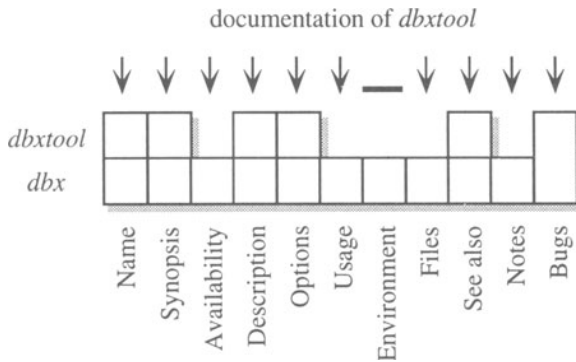 documentation of dbxtool
dbxtool
dbx
Name
Synopsis
Availability
Description
Options
Usage
Environment
Files
See also
Notes
Bugs